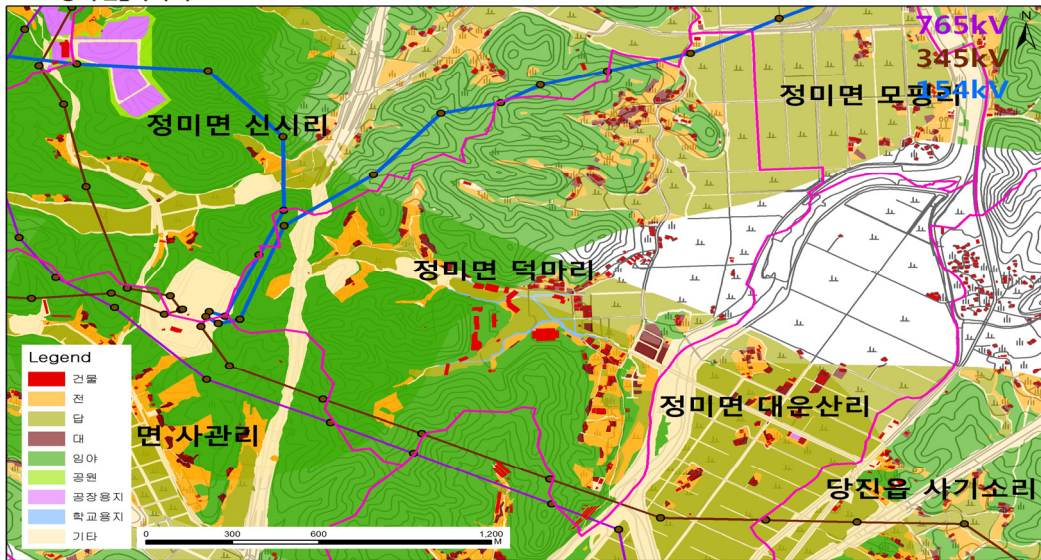 765kV
N
345kV
154kV
정미면 모평리
정미면 신시리
정미면 덕마리
정미면 대운산리
면 사관리
당진읍 사기소리
Legend
건물
전
답
대
임야
공원
공장용지
학교용지
기타
0 300 600 1,200
M